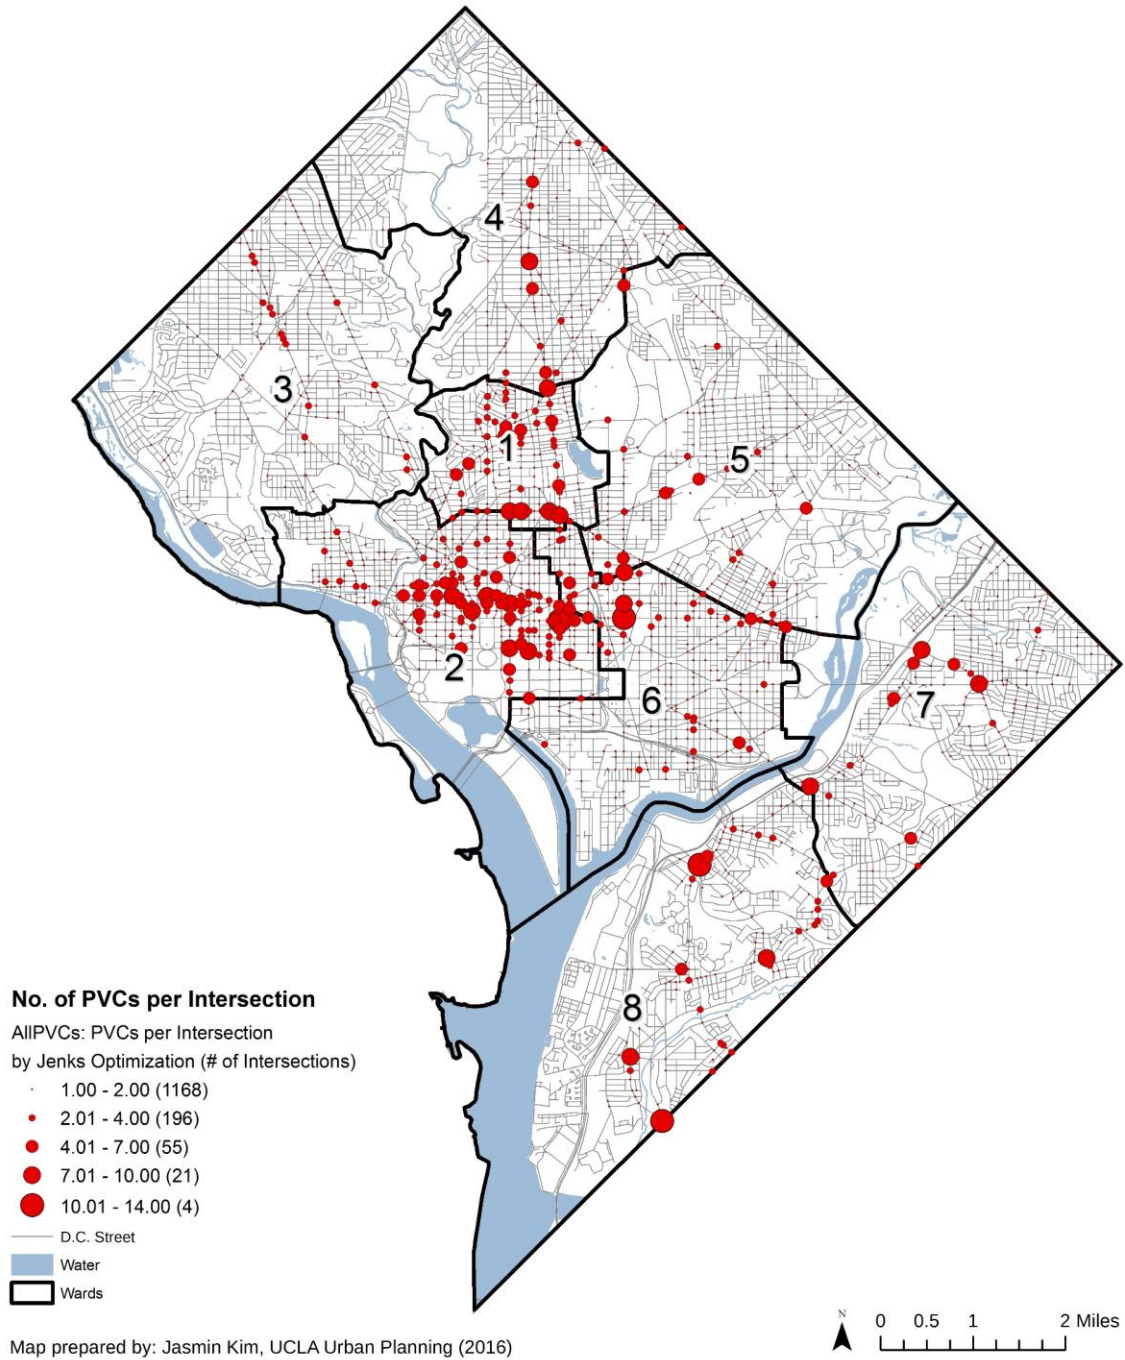 4
3
1
5
2
6
7
8
No. of PVCs per Intersection
AllPVCs: PVCs per Intersection
by Jenks Optimization (# of Intersections)
1.00 - 2.00 (1168)
2.01 - 4.00 (196)
4.01 - 7.00 (55)
7.01 - 10.00 (21)
10.01 - 14.00 (4)
D.C. Street
Water
Wards
Map prepared by: Jasmin Kim, UCLA Urban Planning (2016)
N
0 0.5 1 2 Miles